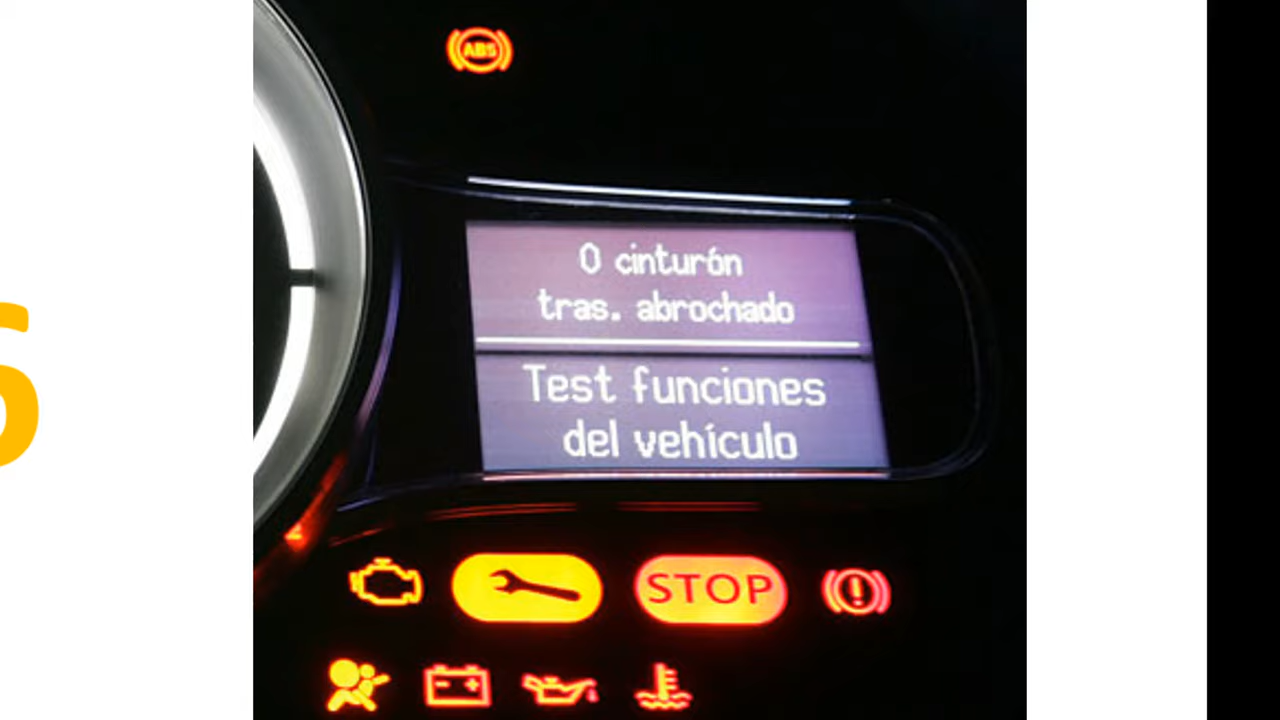 ABS
0 cinturón
tras. abrochado
Test funciones
del vehículo
STOP